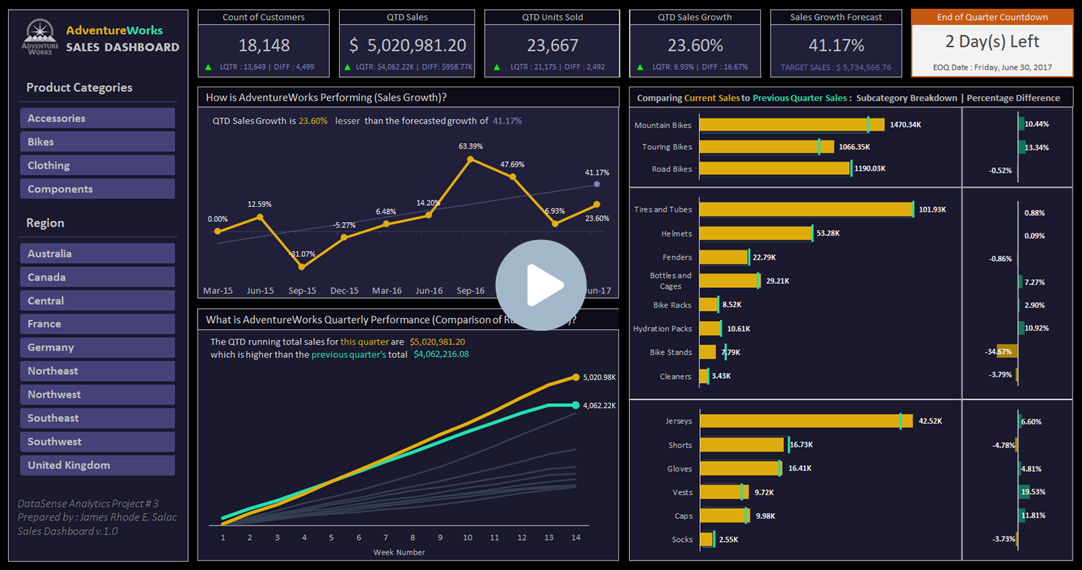 ADVENTURE
WORKS
AdventureWorks
SALES DASHBOARD
Product Categories
Accessories
Bikes
Clothing
Components
Region
Australia
Canada
Central
France
Germany
Northeast
Northwest
Southeast
Southwest
United Kingdom
DataSense Analytics Project # 3
Prepared by : James Rhode E. Salac
Sales Dashboard v.1.0
Count of Customers
18,148
LQTR : 13,649 | DIFF : 4,499
QTD Sales
$ 5,020,981.20
LQTR: $4,062.22K | DIFF: $958.77K
QTD Units Sold
23,667
LQTR : 21,175 | DIFF : 2,492
QTD Sales Growth
23.60%
LQTR : 6.93% | DIFF : 16.67%
Sales Growth Forecast
41.17%
TARGET SALES : $ 5,734,566.76
End of Quarter Countdown
2 Day(s) Left
EOQ Date : Friday, June 30, 2017
How is AdventureWorks Performing (Sales Growth)?
QTD Sales Growth is 23.60% lesser than the forecasted growth of 41.17%
63.39%
47.69%
41.17%
12.59%
14.20%
6.48%
6.93%
0.00%
23.60%
-5.27%
-31.07%
Mar-15 Jun-15 Sep-15 Dec-15 Mar-16 Jun-16 Sep-16 Jun-17
What is AdventureWorks Quarterly Performance (Comparison of R
?
The QTD running total sales for this quarter are $5,020,981.20
which is higher than the previous quarter's total $4,062,216.08
5,020.98K
4,062.22K
1 2 3 4 5 6 7 8 9 10 11 12 13 14
Week Number
Comparing Current Sales to Previous Quarter Sales : Subcategory Breakdown | Percentage Difference
Mountain Bikes 1470.34K 10.44%
Touring Bikes 1066.35K 13.34%
Road Bikes 1190.03K -0.52%
Tires and Tubes 101.93K 0.88%
Helmets 53.28K 0.09%
Fenders 22.79K -0.86%
Bottles and
Cages 29.21K 7.27%
Bike Racks 8.52K 2.90%
Hydration Packs 10.61K 10.92%
Bike Stands 7.79K -34.67%
Cleaners 3.43K -3.79%
Jerseys 42.52K 6.60%
Shorts 16.73K -4.78%
Gloves 16.41K 4.81%
Vests 9.72K 19.53%
Caps 9.98K 11.81%
Socks 2.55K -3.73%